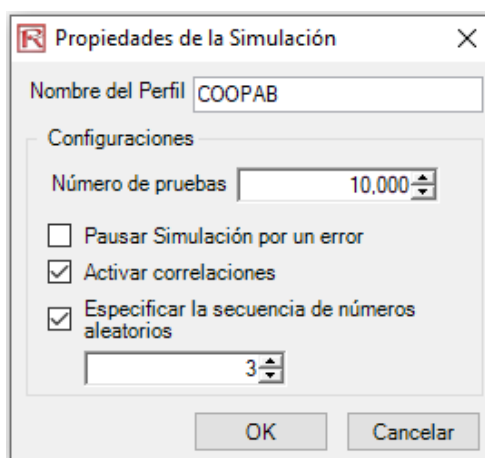 Propiedades de la Simulación
Nombre del Perfil COOPAB
Configuraciones
Número de pruebas 10,000
Pausar Simulación por un error
Activar correlaciones
Especificar la secuencia de números
aleatorios
3
OK Cancelar